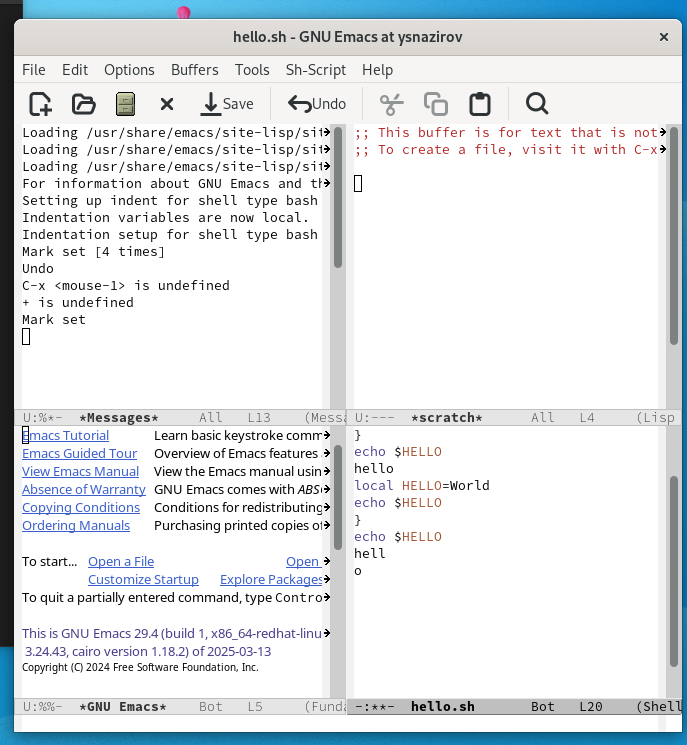 hello.sh - GNU Emacs at ysnazirov
File Edit Options Buffers Tools Sh-Script Help
Save Undo
Loading /usr/share/emacs/site-lisp/sit
Loading /usr/share/emacs/site-lisp/sit
Loading /usr/share/emacs/site-lisp/sit
For information about GNU Emacs and th
Setting up indent for shell type bash
Indentation variables are now local.
Indentation setup for shell type bash
Mark set [4 times]
Undo
C-x <mouse-1> is undefined
+ is undefined
Mark set
U:%*- *Messages* All L13 (Messa
;; This buffer is for text that is not
;; To create a file, visit it with C-x
U:--- *scratch* All L4 (Lisp
Emacs Tutorial Learn basic keystroke comm
Emacs Guided Tour Overview of Emacs features
View Emacs Manual View the Emacs manual usin
Absence of Warranty GNU Emacs comes with ABS
Copying Conditions Conditions for redistributing
Ordering Manuals Purchasing printed copies of
To start... Open a File Open
Customize Startup Explore Packages
To quit a partially entered command, type Contro
This is GNU Emacs 29.4 (build 1, x86_64-redhat-linu
3.24.43, cairo version 1.18.2) of 2025-03-13
Copyright (C) 2024 Free Software Foundation, Inc.
U:%%- *GNU Emacs* Bot L5 (Funda
}
echo $HELLO
hello
local HELLO=World
echo $HELLO
}
echo $HELLO
hell
o
-:**- hello.sh Bot L20 (Shell